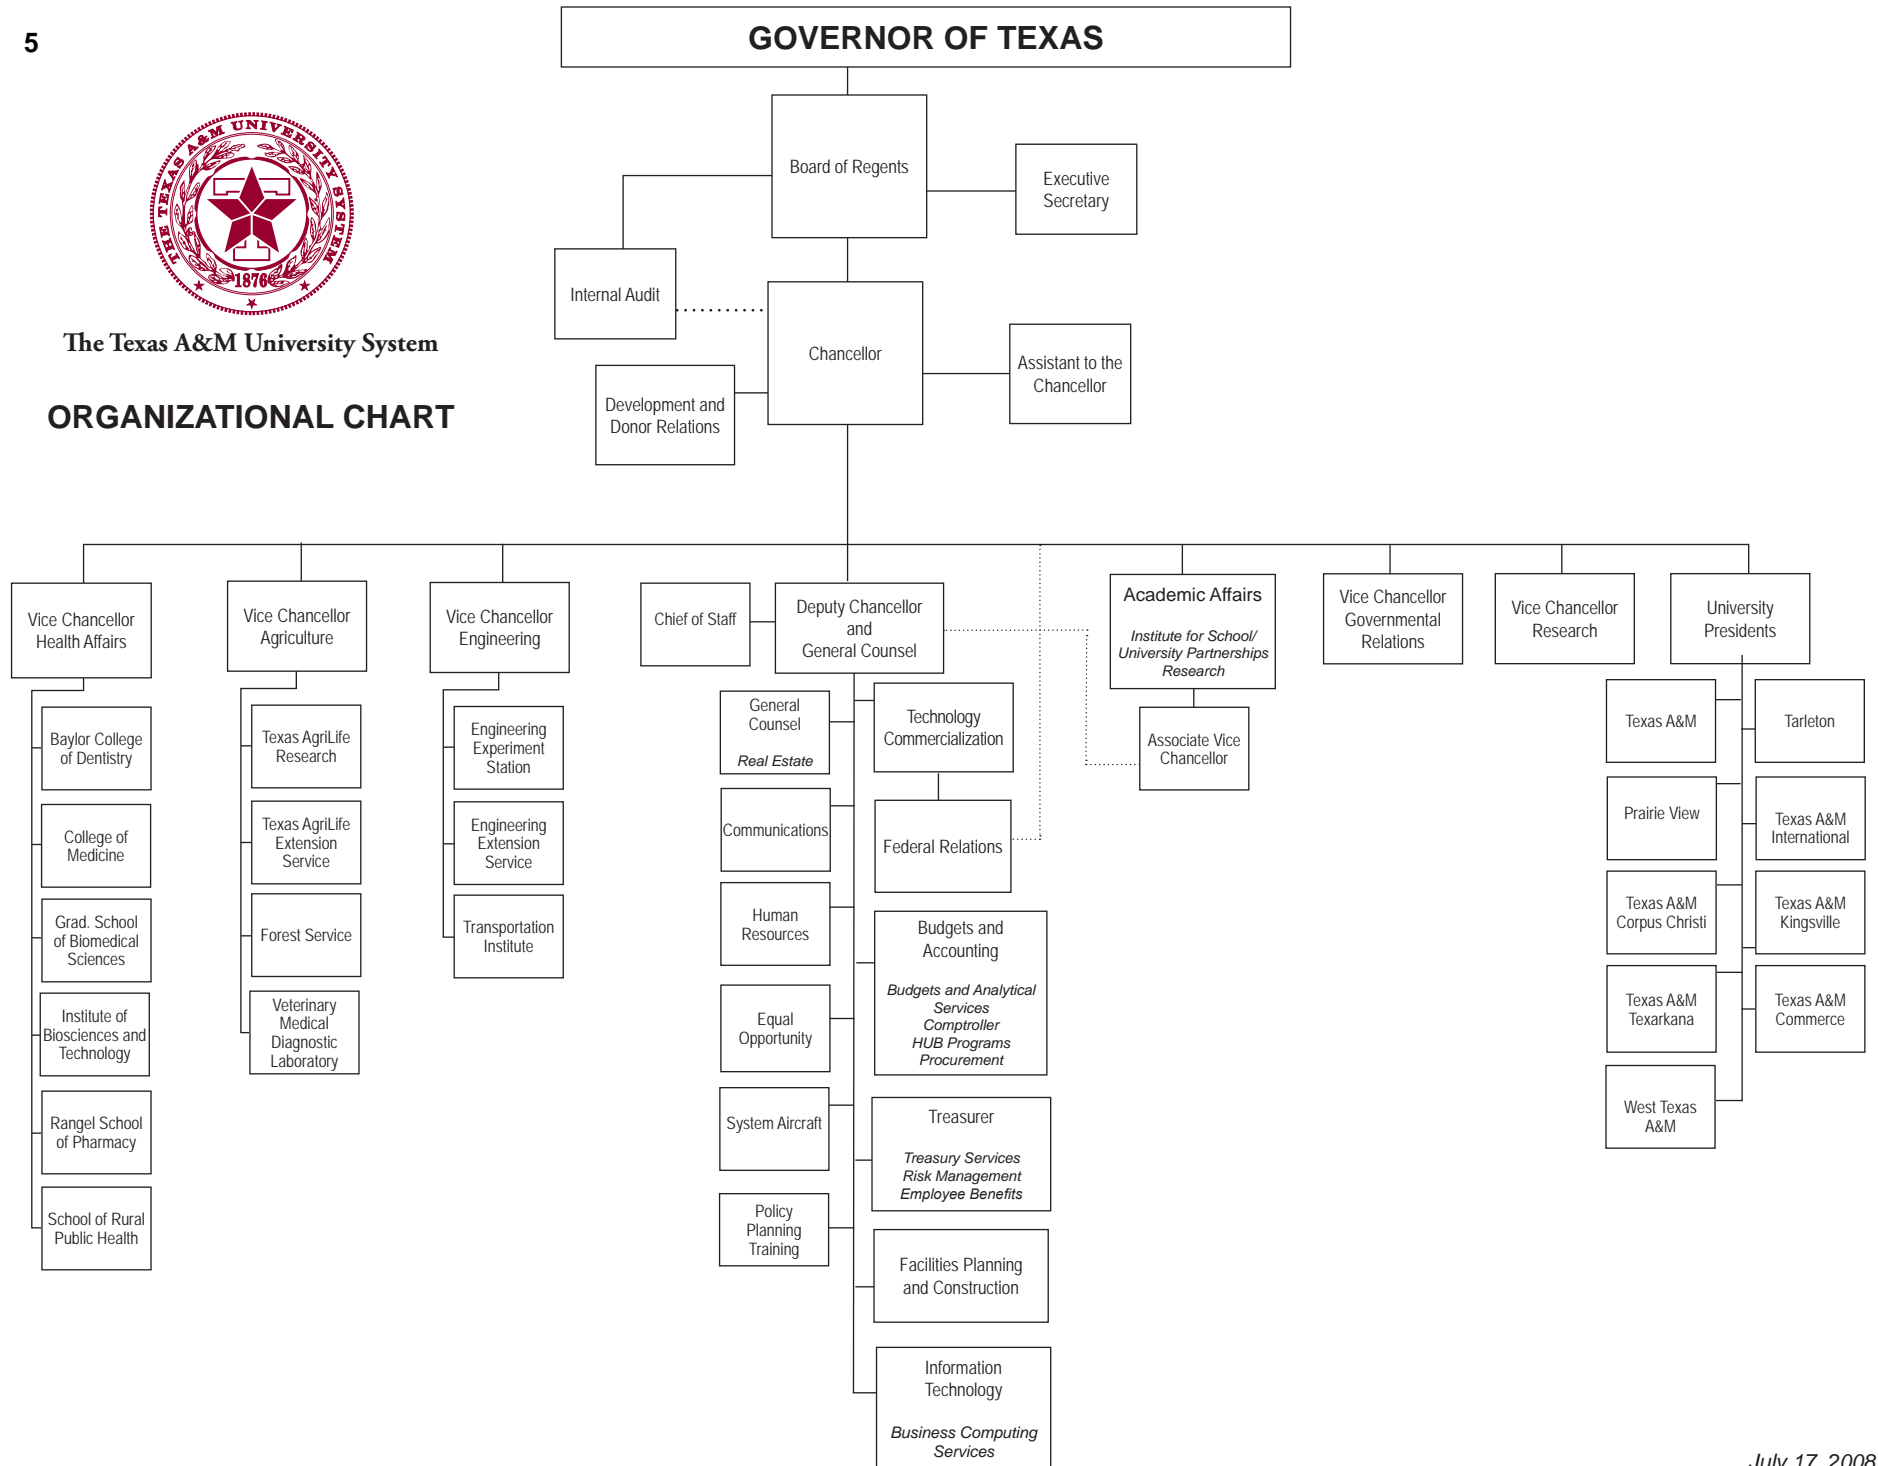 5
GOVERNOR OF TEXAS
THE TEXAS A&M UNIVERSITY SYSTEM
1876
The Texas A&M University System
ORGANIZATIONAL CHART
Board of Regents
Executive
Secretary
Internal Audit
Chancellor
Assistant to the
Chancellor
Development and
Donor Relations
Vice Chancellor
Health Affairs
Vice Chancellor
Agriculture
Vice Chancellor
Engineering
Chief of Staff
Deputy Chancellor
and
General Counsel
Academic Affairs
Institute for School/
University Partnerships
Research
Vice Chancellor
Governmental
Relations
Vice Chancellor
Research
University
Presidents
Baylor College
of Dentistry
College of
Medicine
Grad. School
of Biomedical
Sciences
Institute of
Biosciences and
Technology
Rangel School
of Pharmacy
School of Rural
Public Health
Texas AgriLife
Research
Texas AgriLife
Extension
Service
Forest Service
Veterinary
Medical
Diagnostic
Laboratory
Engineering
Experiment
Station
Engineering
Extension
Service
Transportation
Institute
General
Counsel
Real Estate
Communications
Human
Resources
Equal
Opportunity
System Aircraft
Policy
Planning
Training
Technology
Commercialization
Federal Relations
Budgets and
Accounting
Budgets and Analytical
Services
Comptroller
HUB Programs
Procurement
Treasurer
Treasury Services
Risk Management
Employee Benefits
Facilities Planning
and Construction
Information
Technology
Business Computing
Services
Associate Vice
Chancellor
Texas A&M
Tarleton
Prairie View
Texas A&M
International
Texas A&M
Corpus Christi
Texas A&M
Kingsville
Texas A&M
Texarkana
Texas A&M
Commerce
West Texas
A&M
July 17, 2008